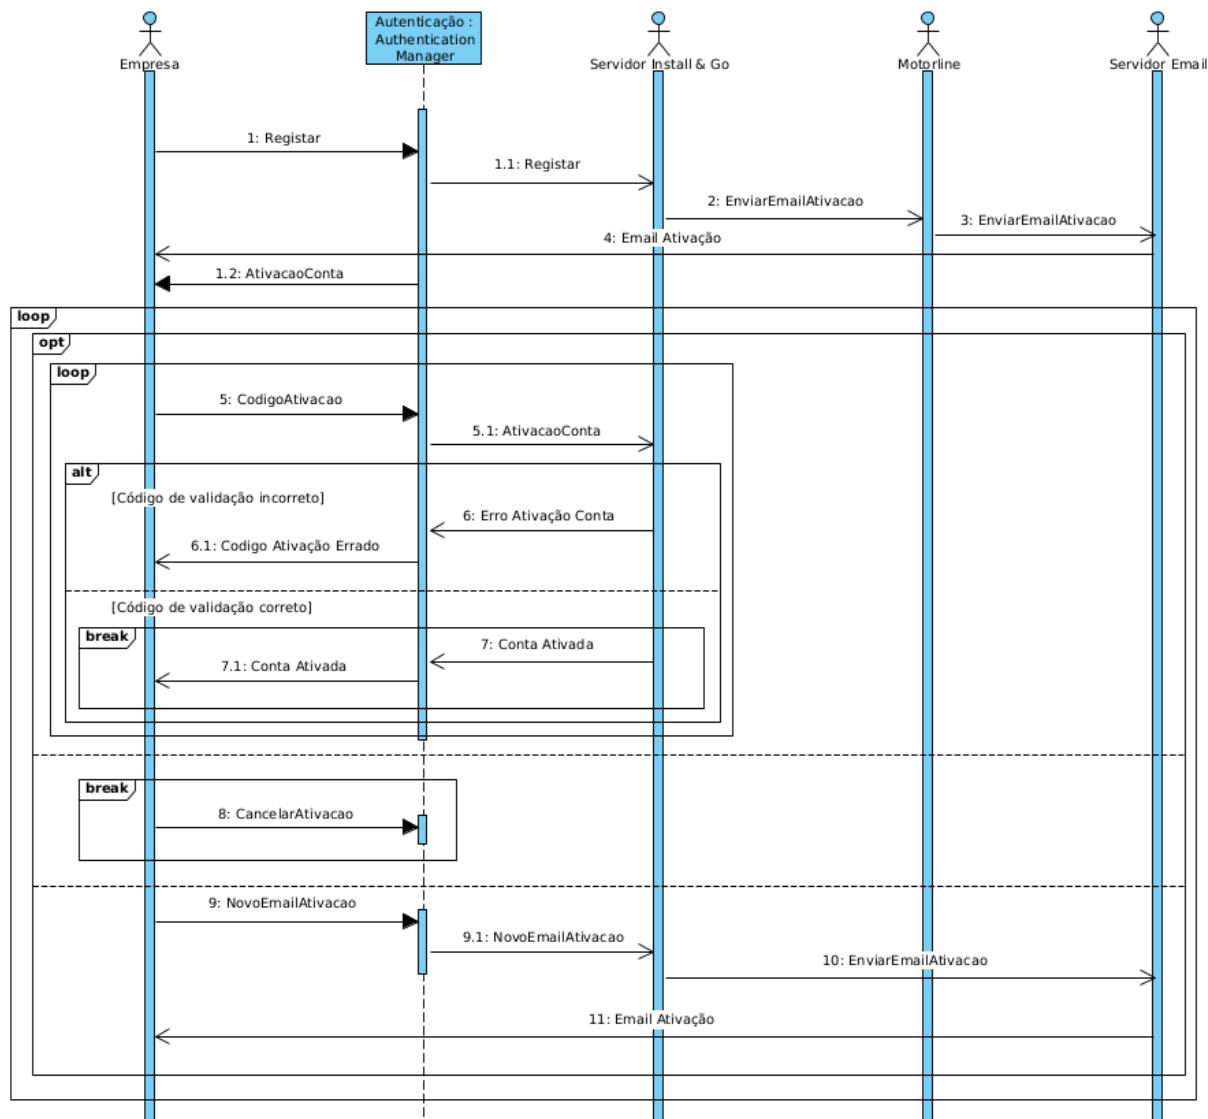 Autenticação :
Authentication
Manager
Empresa
Servidor Install & Go
Motorline
Servidor Email
1: Registar
1.1: Registar
2: EnviarEmailAtivacao
3: EnviarEmailAtivacao
4: Email Ativação
1.2: AtivacaoConta
loop
opt
loop
5: CodigoAtivacao
5.1: AtivacaoConta
alt
[Código de validação incorreto]
6: Erro Ativação Conta
6.1: Codigo Ativação Errado
[Código de validação correto]
break
7: Conta Ativada
7.1: Conta Ativada
break
8: CancelarAtivacao
9: NovoEmailAtivacao
9.1: NovoEmailAtivacao
10: EnviarEmailAtivacao
11: Email Ativação